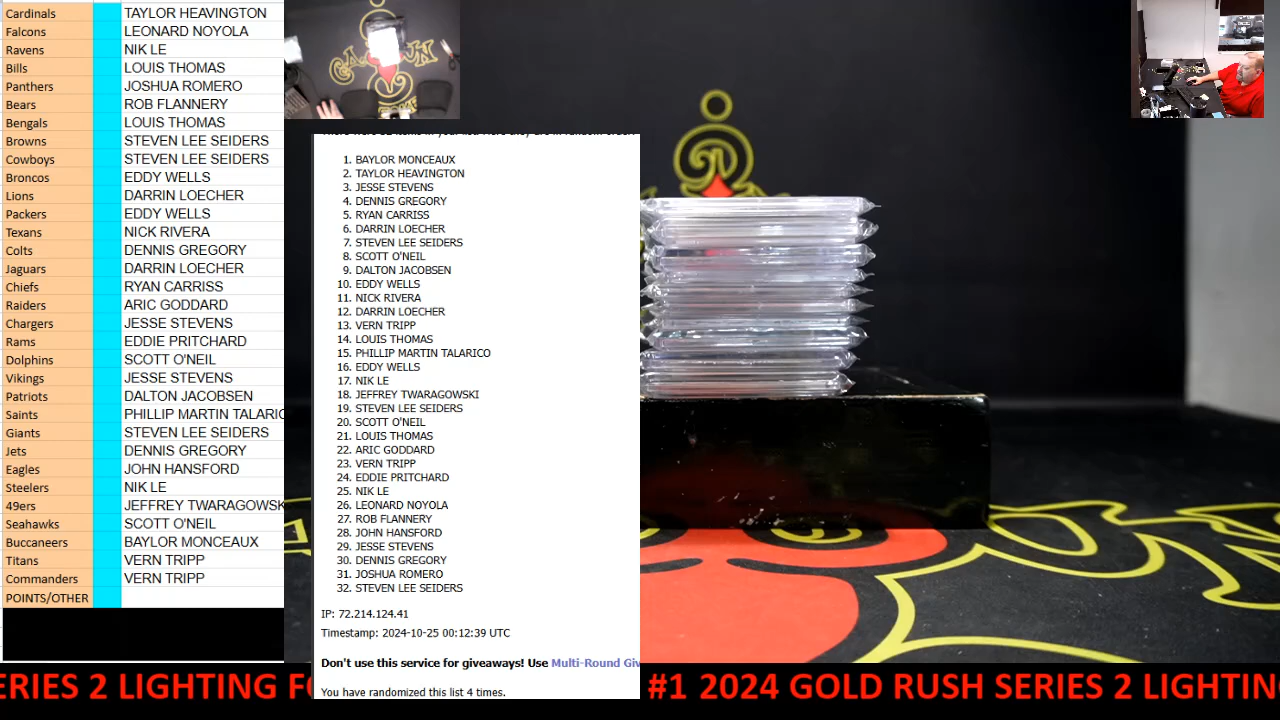 Cardinals TAYLOR HEAVINGTON
Falcons LEONARD NOYOLA
Ravens NIK LE
Bills LOUIS THOMAS
Panthers JOSHUA ROMERO
Bears ROB FLANNERY
Bengals LOUIS THOMAS
Browns STEVEN LEE SEIDERS
Cowboys STEVEN LEE SEIDERS
Broncos EDDY WELLS
Lions DARRIN LOECHER
Packers EDDY WELLS
Texans NICK RIVERA
Colts DENNIS GREGORY
Jaguars DARRIN LOECHER
Chiefs RYAN CARRISS
Raiders ARIC GODDARD
Chargers JESSE STEVENS
Rams EDDIE PRITCHARD
Dolphins SCOTT O'NEIL
Vikings JESSE STEVENS
Patriots DALTON JACOBSEN
Saints PHILLIP MARTIN TALARIC
Giants STEVEN LEE SEIDERS
Jets DENNIS GREGORY
Eagles JOHN HANSFORD
Steelers NIK LE
49ers JEFFREY TWARAGOWSK
Seahawks SCOTT O'NEIL
Buccaneers BAYLOR MONCEAUX
Titans VERN TRIPP
Commanders VERN TRIPP
POINTS/OTHER
1. BAYLOR MONCEAUX
2. TAYLOR HEAVINGTON
3. JESSE STEVENS
4. DENNIS GREGORY
5. RYAN CARRISS
6. DARRIN LOECHER
7. STEVEN LEE SEIDERS
8. SCOTT O'NEIL
9. DALTON JACOBSEN
10. EDDY WELLS
11. NICK RIVERA
12. DARRIN LOECHER
13. VERN TRIPP
14. LOUIS THOMAS
15. PHILLIP MARTIN TALARICO
16. EDDY WELLS
17. NIK LE
18. JEFFREY TWARAGOWSKI
19. STEVEN LEE SEIDERS
20. SCOTT O'NEIL
21. LOUIS THOMAS
22. ARIC GODDARD
23. VERN TRIPP
24. EDDIE PRITCHARD
25. NIK LE
26. LEONARD NOYOLA
27. ROB FLANNERY
28. JOHN HANSFORD
29. JESSE STEVENS
30. DENNIS GREGORY
31. JOSHUA ROMERO
32. STEVEN LEE SEIDERS
IP: 72.214.124.41
Timestamp: 2024-10-25 00:12:39 UTC
Don't use this service for giveaways! Use Multi-Round Giv
You have randomized this list 4 times.
ERIES 2 LIGHTING F
#1 2024 GOLD RUSH SERIES 2 LIGHTIN